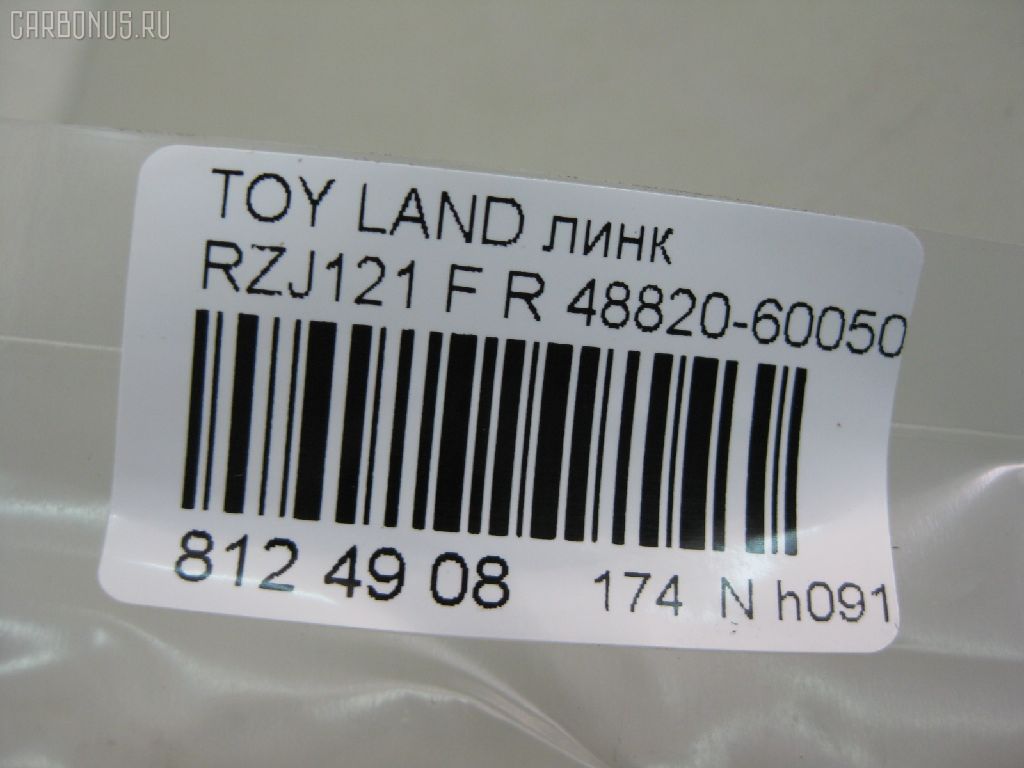 CARBONUS.RU
TOY LAND линк
RZJ121 F R 48820-60050
812 49 08 174 N h091